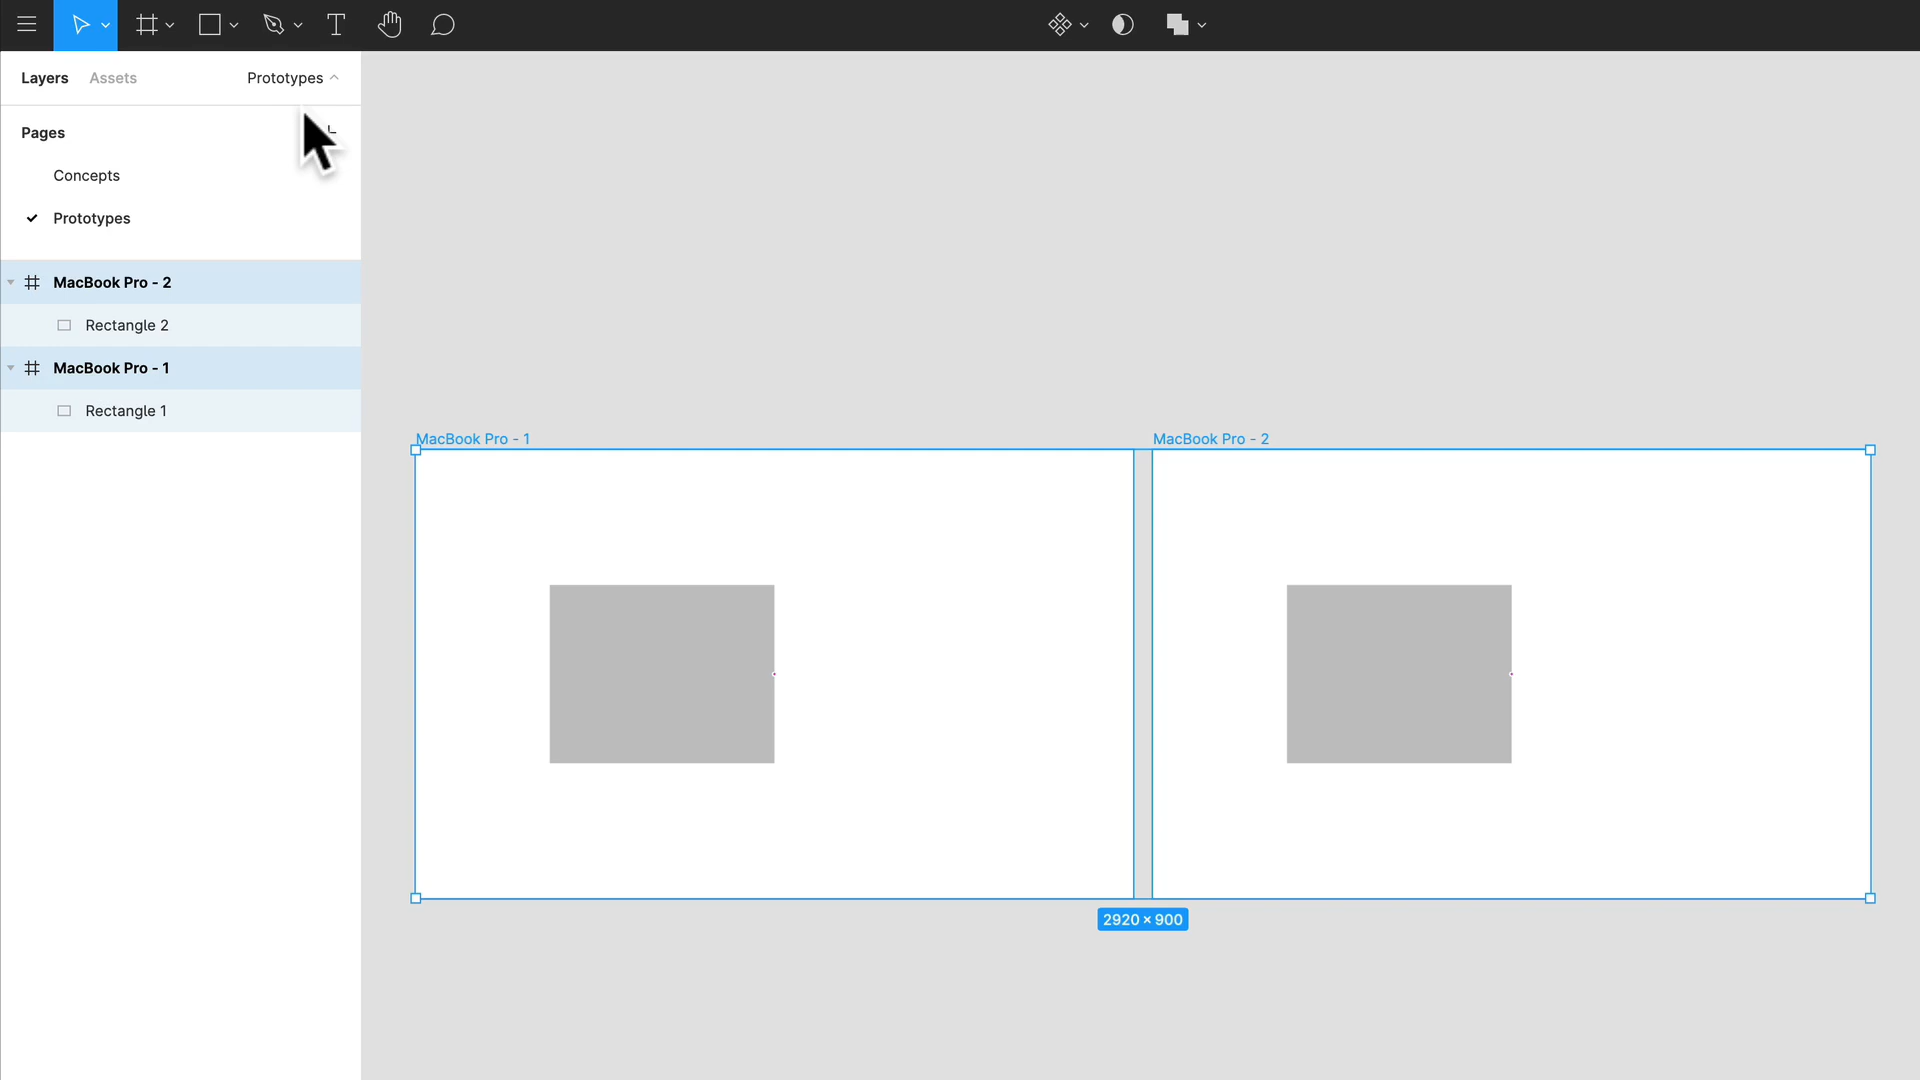 Layers Assets Prototypes
Pages
Concepts
Prototypes
MacBook Pro - 2
Rectangle 2
MacBook Pro - 1
Rectangle 1
MacBook Pro - 1 MacBook Pro - 2
2920 × 900